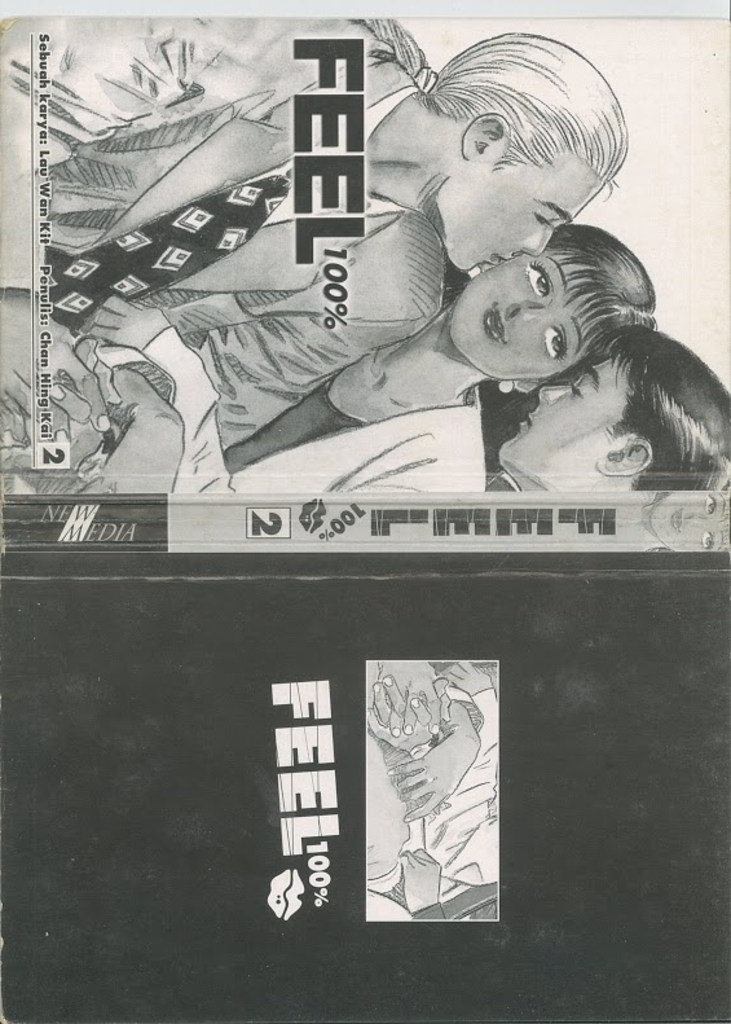 FEEL
100%
Sebuah karya: Lau Wan Kit Penulis: Chan Hing Kai
2
FEEL
100%
2
NEW
MEDIA
FEEL
100%